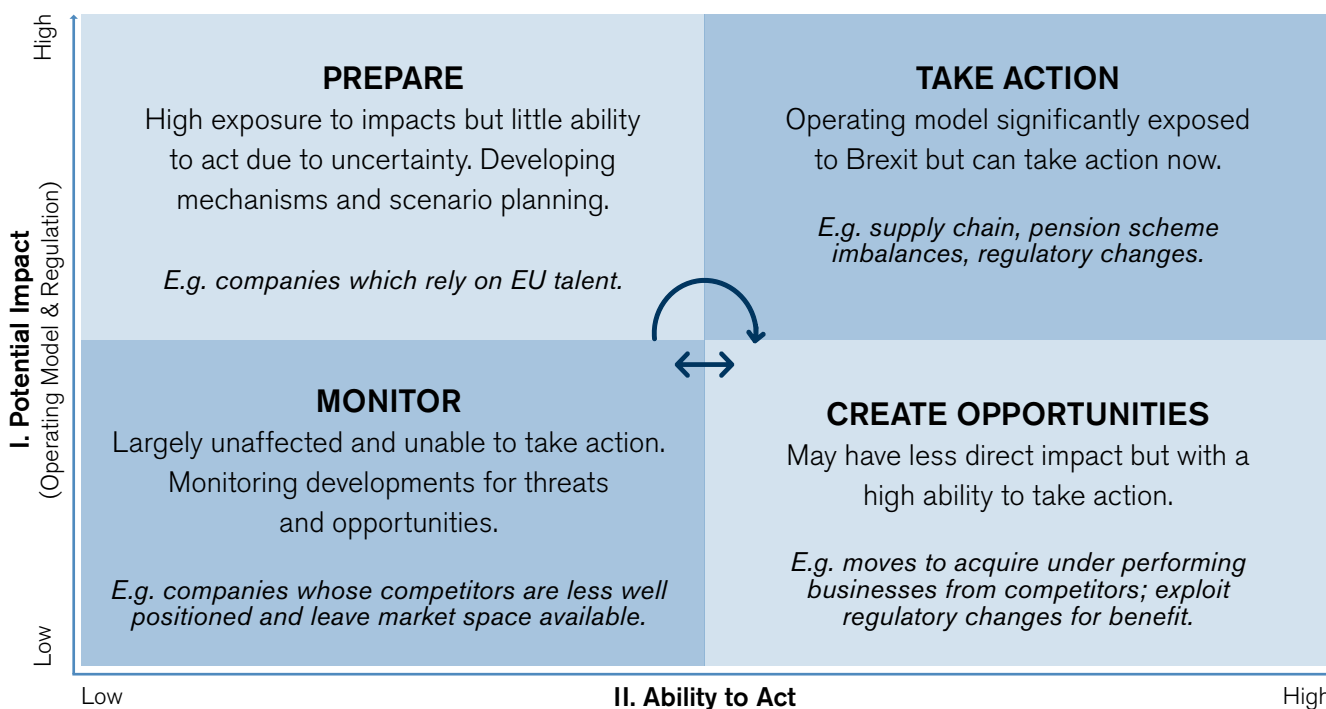 High
PREPARE
High exposure to impacts but little ability
to act due to uncertainty. Developing
mechanisms and scenario planning.
E.g. companies which rely on EU talent.
TAKE ACTION
Operating model significantly exposed
to Brexit but can take action now.
E.g. supply chain, pension scheme
imbalances, regulatory changes.
I. Potential Impact
(Operating Model & Regulation)
MONITOR
Largely unaffected and unable to take action.
Monitoring developments for threats
and opportunities.
E.g. companies whose competitors are less well
positioned and leave market space available.
CREATE OPPORTUNITIES
May have less direct impact but with a
high ability to take action.
E.g. moves to acquire under performing
businesses from competitors; exploit
regulatory changes for benefit.
Low
Low
II. Ability to Act
High